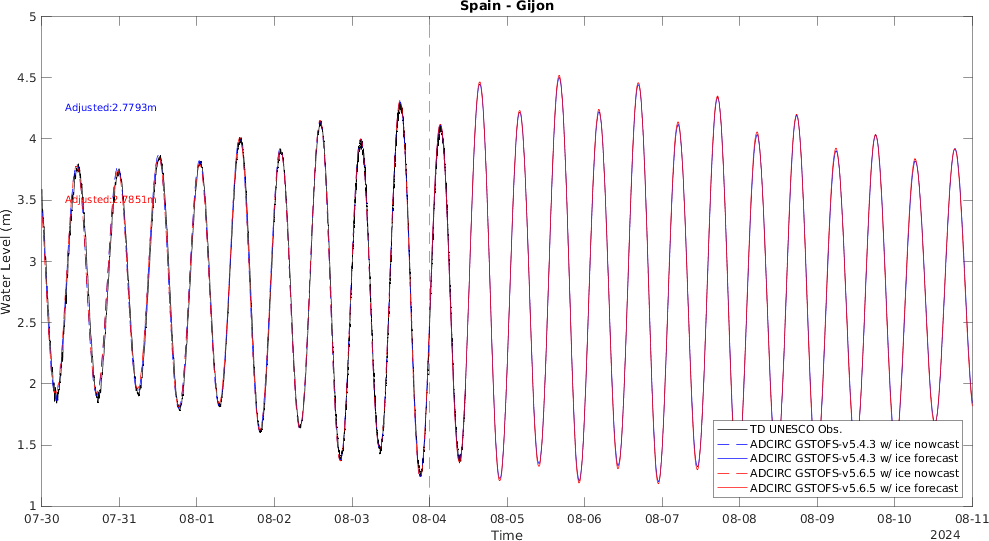 Spain - Gijon
5
4.5
4
3.5
3
2.5
2
1.5
1
Water Level (m)
Adjusted:2.7793m
Adjusted:2.7851m
TD UNESCO Obs.
ADCIRC GSTOFS-v5.4.3 w/ ice nowcast
ADCIRC GSTOFS-v5.4.3 w/ ice forecast
ADCIRC GSTOFS-v5.6.5 w/ ice nowcast
ADCIRC GSTOFS-v5.6.5 w/ ice forecast
07-30 07-31 08-01 08-02 08-03 08-04 08-05 08-06 08-07 08-08 08-09 08-10 08-11
Time
2024